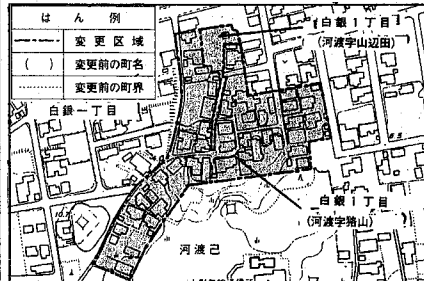 はん例
変更区域
( ) 変更前の町名
変更前の町界
白銀1丁目
(河渡字山辺田)
白銀一丁目
白銀1丁目
(河渡字猪山)
河渡己